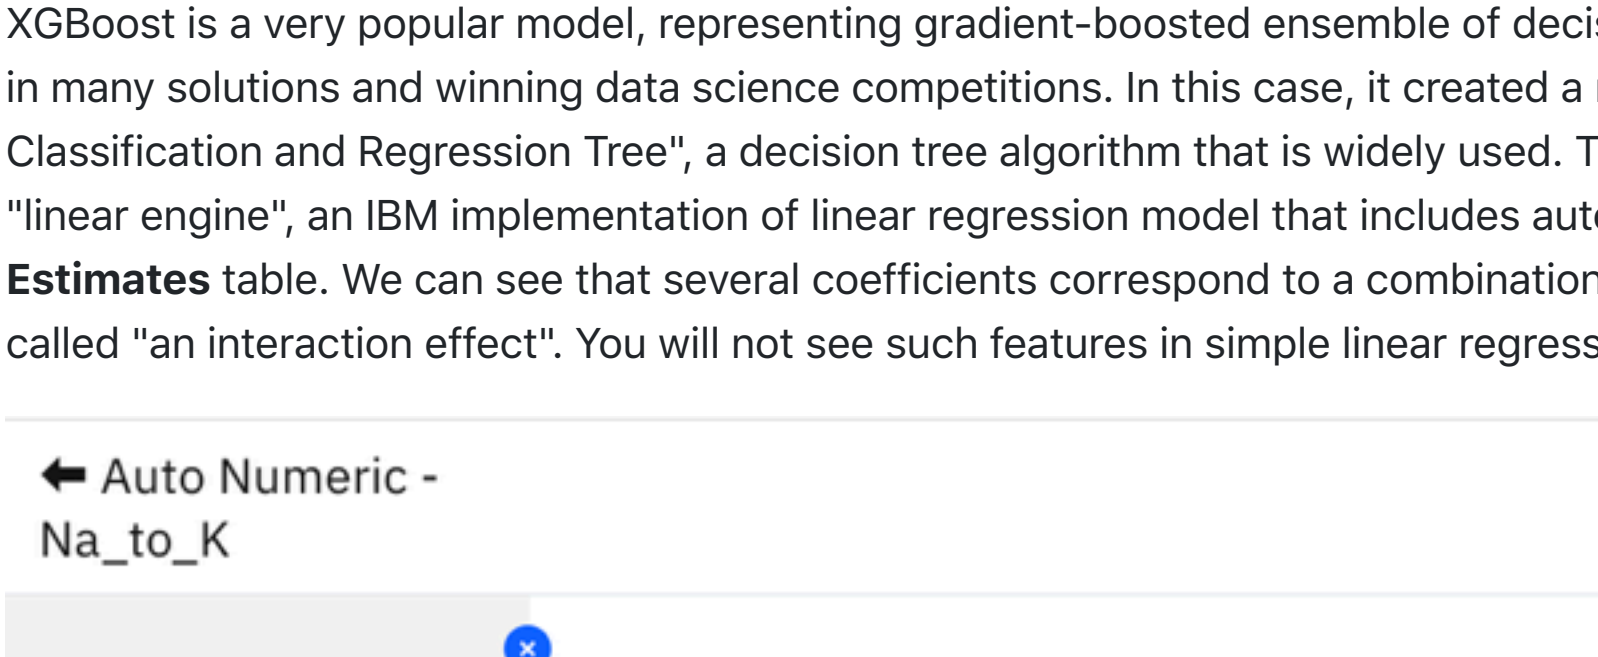 XGBoost is a very popular model, representing gradient-boosted ensemble of
in many solutions and winning data science competitions. In this case, it created a
Classification and Regression Tree", a decision tree algorithm that is widely used.
"linear engine", an IBM implementation of linear regression model that includes
Estimates table. We can see that several coefficients correspond to a combination
called "an interaction effect". You will not see such features in simple linear
Auto Numeric -
Na_to_K